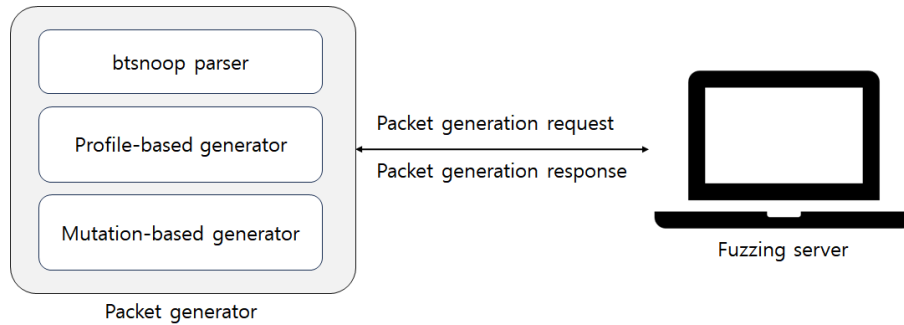 btsnoop parser
Profile-based generator
Mutation-based generator
Packet generator
Packet generation request
Packet generation response
Fuzzing server